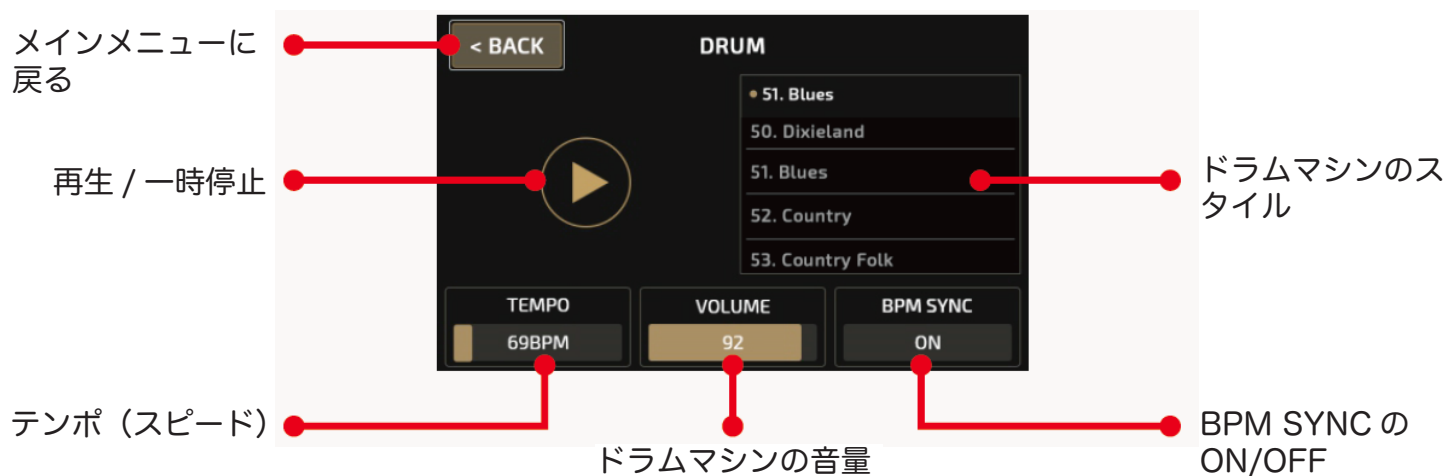 メインメニューに
戻る
< BACK
DRUM
• 51. Blues
50. Dixieland
51. Blues
52. Country
53. Country Folk
再生 / 一時停止
ドラムマシンのス
タイル
TEMPO
69BPM
VOLUME
92
BPM SYNC
ON
テンポ（スピード）
ドラムマシンの音量
BPM SYNC の
ON/OFF